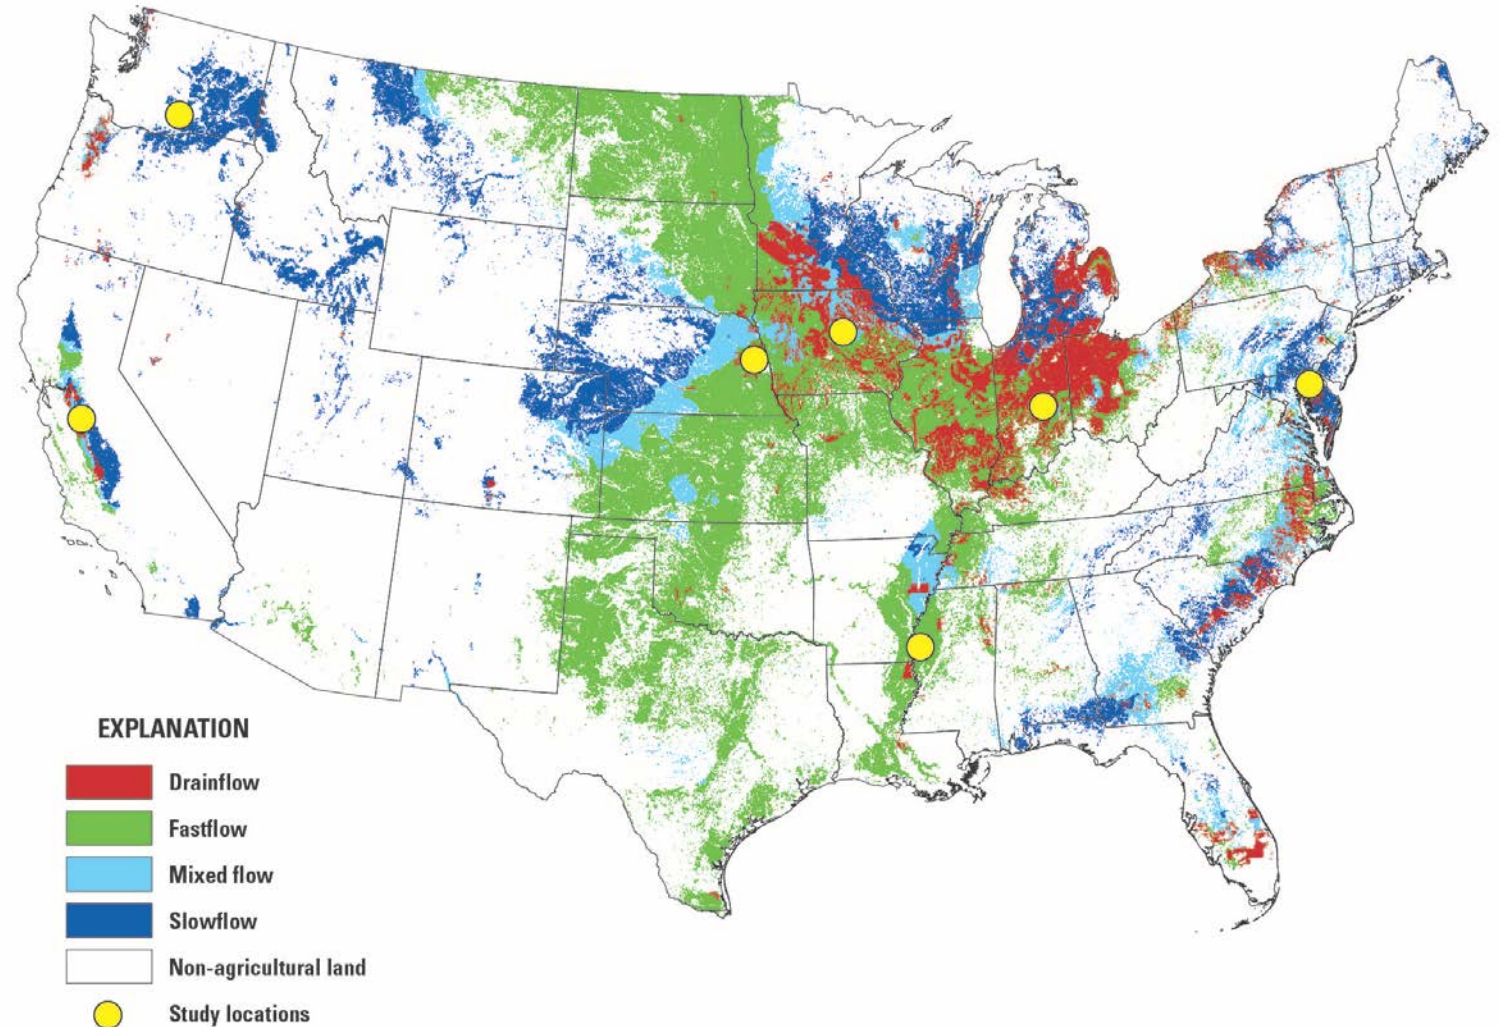 EXPLANATION
Drainflow
Fastflow
Mixed flow
Slowflow
Non-agricultural land
Study locations